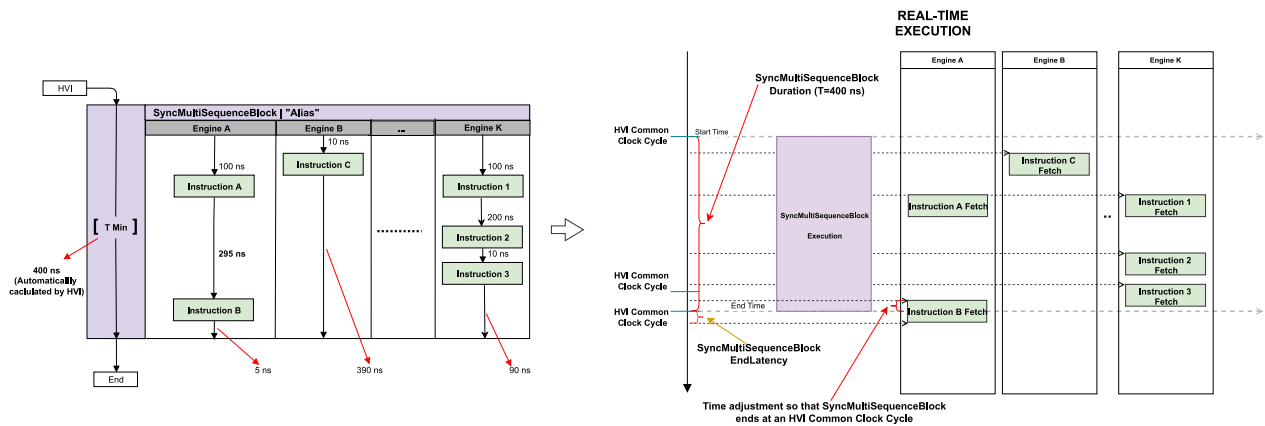 HVI
SyncMultiSequenceBlock | "Alias"
Engine A
Engine B
...
Engine K
100 ns
10 ns
100 ns
Instruction A
Instruction C
Instruction 1
200 ns
Instruction 2
10 ns
Instruction 3
[ T Min ]
295 ns
400 ns
(Automatically
caclulated by HVI)
Instruction B
5 ns
390 ns
90 ns
End
REAL-TIME
EXECUTION
Engine A
Engine B
Engine K
SyncMultiSequenceBlock
Duration (T=400 ns)
HVI Common
Clock Cycle
Start Time
Instruction C
Fetch
Instruction A Fetch
Instruction 1
Fetch
..
SyncMultiSequenceBlock
Execution
Instruction 2
Fetch
HVI Common
Clock Cycle
Instruction 3
Fetch
End Time
HVI Common
Clock Cycle
Instruction B Fetch
SyncMultiSequenceBlock
EndLatency
Time adjustment so that SyncMultiSequenceBlock
ends at an HVI Common Clock Cycle